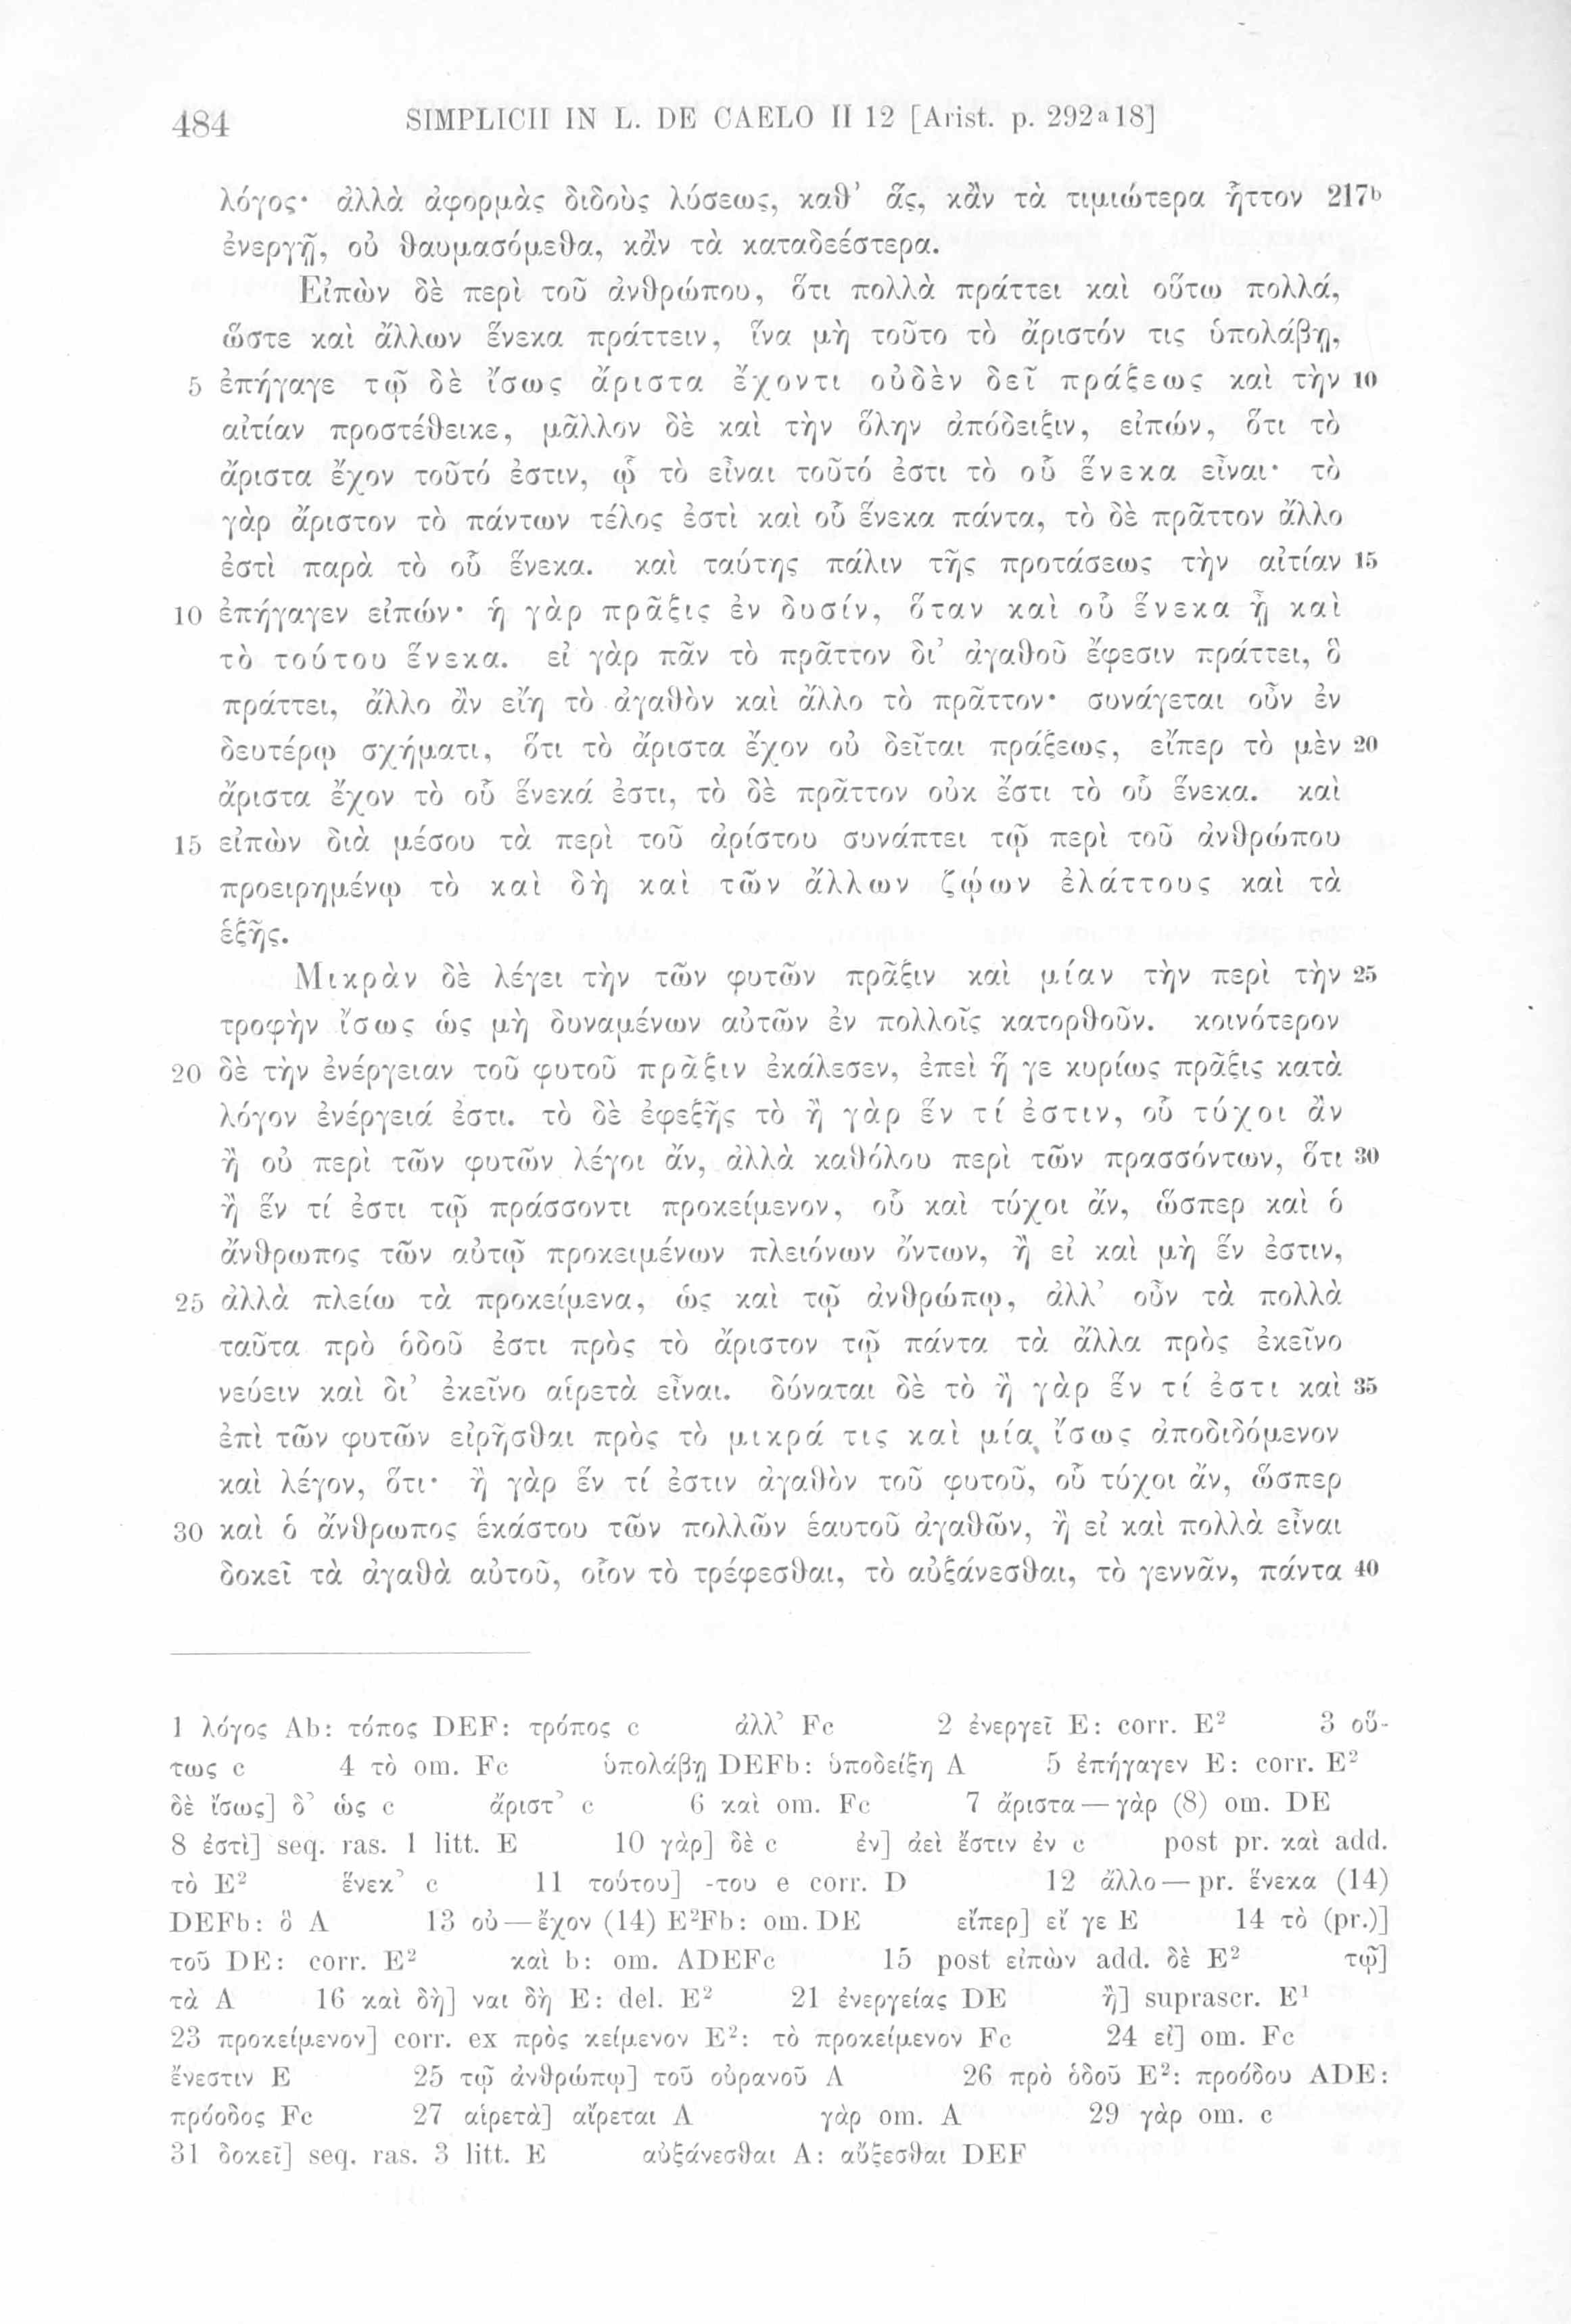 484 SIMPLICII IN L. DE CAELO II 12 [Arist. p. 292a18]
λόγος· ἀλλὰ ἀφορμὰς διδοὺς λύσεως, καθ’ ἅς, κἂν τὰ τιμιώτερα ἧττον 217b
ἐνεργῇ, οὐ θαυμασόμεθα, κἂν τὰ καταδεέστερα.
Εἰπὼν δὲ περὶ τοῦ ἀνθρώπου, ὅτι πολλὰ πράττει καὶ οὕτω πολλά,
ὥστε καὶ ἄλλων ἕνεκα πράττειν, ἵνα μὴ τοῦτο τὸ ἄριστόν τις ὑπολάβῃ,
5 ἐπήγαγε τῷ δὲ ἴσως ἄριστα ἔχοντι οὐδὲν δεῖ πράξεως καὶ τὴν 10
αἰτίαν προστέθεικε, μᾶλλον δὲ καὶ τὴν ὅλην ἀπόδειξιν, εἰπών, ὅτι τὸ
ἄριστα ἔχον τοῦτό ἐστιν, ᾧ τὸ εἶναι τοῦτό ἐστι τὸ οὗ ἕνεκα εἶναι· τὸ
γὰρ ἄριστον τὸ πάντων τέλος ἐστὶ καὶ οὗ ἕνεκα πάντα, τὸ δὲ πρᾶττον ἄλλο
ἐστὶ παρὰ τὸ οὗ ἕνεκα. καὶ ταύτης πάλιν τῆς προτάσεως τὴν αἰτίαν 15
10 ἐπήγαγεν εἰπών· ἡ γὰρ πρᾶξις ἐν δυσίν, ὅταν καὶ οὗ ἕνεκα ᾖ καὶ
τὸ τούτου ἕνεκα. εἰ γὰρ πᾶν τὸ πρᾶττον δι’ ἀγαθοῦ ἔφεσιν πράττει, ὃ
πράττει, ἄλλο ἂν εἴη τὸ ἀγαθὸν καὶ ἄλλο τὸ πρᾶττον· συνάγεται οὖν ἐν
δευτέρῳ σχήματι, ὅτι τὸ ἄριστα ἔχον οὐ δεῖται πράξεως, εἴπερ τὸ μὲν 20
ἄριστα ἔχον τὸ οὗ ἕνεκά ἐστι, τὸ δὲ πρᾶττον οὐκ ἔστι τὸ οὗ ἕνεκα. καὶ
15 εἰπὼν διὰ μέσου τὰ περὶ τοῦ ἀρίστου συνάπτει τῷ περὶ τοῦ ἀνθρώπου
προειρημένῳ τὸ καὶ δὴ καὶ τῶν ἄλλων ζῴων ἐλάττους καὶ τὰ
ἑξῆς.
Μικρὰν δὲ λέγει τὴν τῶν φυτῶν πρᾶξιν καὶ μίαν τὴν περὶ τὴν 25
τροφὴν ἴσως ὡς μὴ δυναμένων αὐτῶν ἐν πολλοῖς κατορθοῦν. κοινότερον
20 δὲ τὴν ἐνέργειαν τοῦ φυτοῦ πρᾶξιν ἐκάλεσεν, ἐπεὶ ἥ γε κυρίως πρᾶξις κατὰ
λόγον ἐνέργειά ἐστι. τὸ δὲ ἐφεξῆς τὸ ἢ γὰρ ἕν τί ἐστιν, οὗ τύχοι ἂν
ἢ οὐ περὶ τῶν φυτῶν λέγοι ἄν, ἀλλὰ καθόλου περὶ τῶν πρασσόντων, ὅτι 30
ἢ ἕν τί ἐστι τῷ πράσσοντι προκείμενον, οὗ καὶ τύχοι ἄν, ὥσπερ καὶ ὁ
ἄνθρωπος τῶν αὐτῷ προκειμένων πλειόνων ὄντων, ἢ εἰ καὶ μὴ ἕν ἐστιν,
25 ἀλλὰ πλείω τὰ προκείμενα, ὡς καὶ τῷ ἀνθρώπῳ, ἀλλ’ οὖν τὰ πολλὰ
ταῦτα πρὸ ὁδοῦ ἐστι πρὸς τὸ ἄριστον τῷ πάντα τὰ ἄλλα πρὸς ἐκεῖνο
νεύειν καὶ δι’ ἐκεῖνο αἱρετὰ εἶναι. δύναται δὲ τὸ ἢ γὰρ ἕν τί ἐστι καὶ 35
ἐπὶ τῶν φυτῶν εἰρῆσθαι πρὸς τὸ μικρά τις καὶ μία ἴσως ἀποδιδόμενον
καὶ λέγον, ὅτι· ἢ γὰρ ἕν τί ἐστιν ἀγαθὸν τοῦ φυτοῦ, οὗ τύχοι ἄν, ὥσπερ
30 καὶ ὁ ἄνθρωπος ἑκάστου τῶν πολλῶν ἑαυτοῦ ἀγαθῶν, ἢ εἰ καὶ πολλὰ εἶναι
δοκεῖ τὰ ἀγαθὰ αὐτοῦ, οἷον τὸ τρέφεσθαι, τὸ αὐξάνεσθαι, τὸ γεννᾶν, πάντα 40
1 λόγος Ab: τόπος DEF: τρόπος c ἀλλ’ Fc 2 ἐνεργεῖ E: corr. E² 3 οὕ-
τως c 4 τὸ om. Fc ὑπολάβῃ DEFb: ὑποδείξῃ A 5 ἐπήγαγεν E: corr. E²
δὲ ἴσως] δ’ ὡς c ἄριστ’ c 6 καὶ om. Fc 7 ἄριστα — γὰρ (8) om. DE
8 ἐστὶ] seq. ras. 1 litt. E 10 γὰρ] δὲ c ἐν] ἀεὶ ἔστιν ἐν c post pr. καὶ add.
τὸ E² ἕνεκ’ c 11 τούτου] -του e corr. D 12 ἄλλο — pr. ἕνεκα (14)
DEFb: ὃ A 13 οὐ — ἔχον (14) E²Fb: om. DE εἴπερ] εἴ γε E 14 τὸ (pr.)]
τοῦ DE: corr. E² καὶ b: om. ADEFc 15 post εἰπὼν add. δὲ E² τῷ]
τὰ A 16 καὶ δὴ] ναι δὴ E: del. E² 21 ἐνεργείας DE ἢ] suprascr. E¹
23 προκείμενον] corr. ex πρὸς κείμενον E²: τὸ προκείμενον Fc 24 εἰ] om. Fc
ἔνεστιν E 25 τῷ ἀνθρώπῳ] τοῦ οὐρανοῦ A 26 πρὸ ὁδοῦ E²: προόδου ADE:
πρόοδος Fc 27 αἱρετὰ] αἴρεται A γὰρ om. A 29 γὰρ om. c
31 δοκεῖ] seq. ras. 3 litt. E αὐξάνεσθαι A: αὔξεσθαι DEF